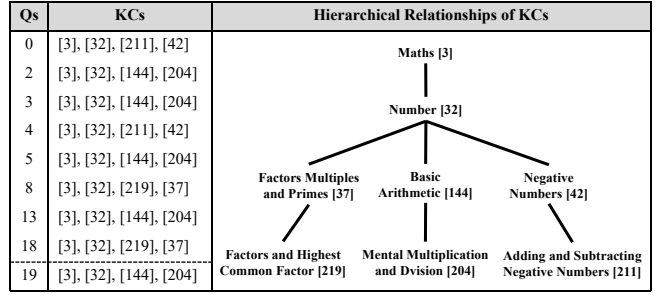 Qs KCs Hierarchical Relationships of KCs
0 [3], [32], [211], [42]
2 [3], [32], [144], [204]
3 [3], [32], [144], [204]
4 [3], [32], [211], [42]
5 [3], [32], [144], [204]
8 [3], [32], [219], [37]
13 [3], [32], [144], [204]
18 [3], [32], [219], [37]
19 [3], [32], [144], [204]
Maths [3]
Number [32]
Factors Multiples
and Primes [37]
Basic
Arithmetic [144]
Negative
Numbers [42]
Factors and Highest
Common Factor [219]
Mental Multiplication
and Dvision [204]
Adding and Subtracting
Negative Numbers [211]